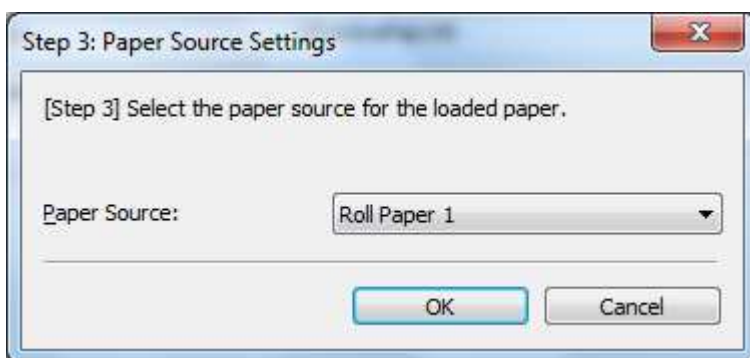 Step 3: Paper Source Settings
[Step 3] Select the paper source for the loaded paper.
Paper Source: Roll Paper 1
OK Cancel